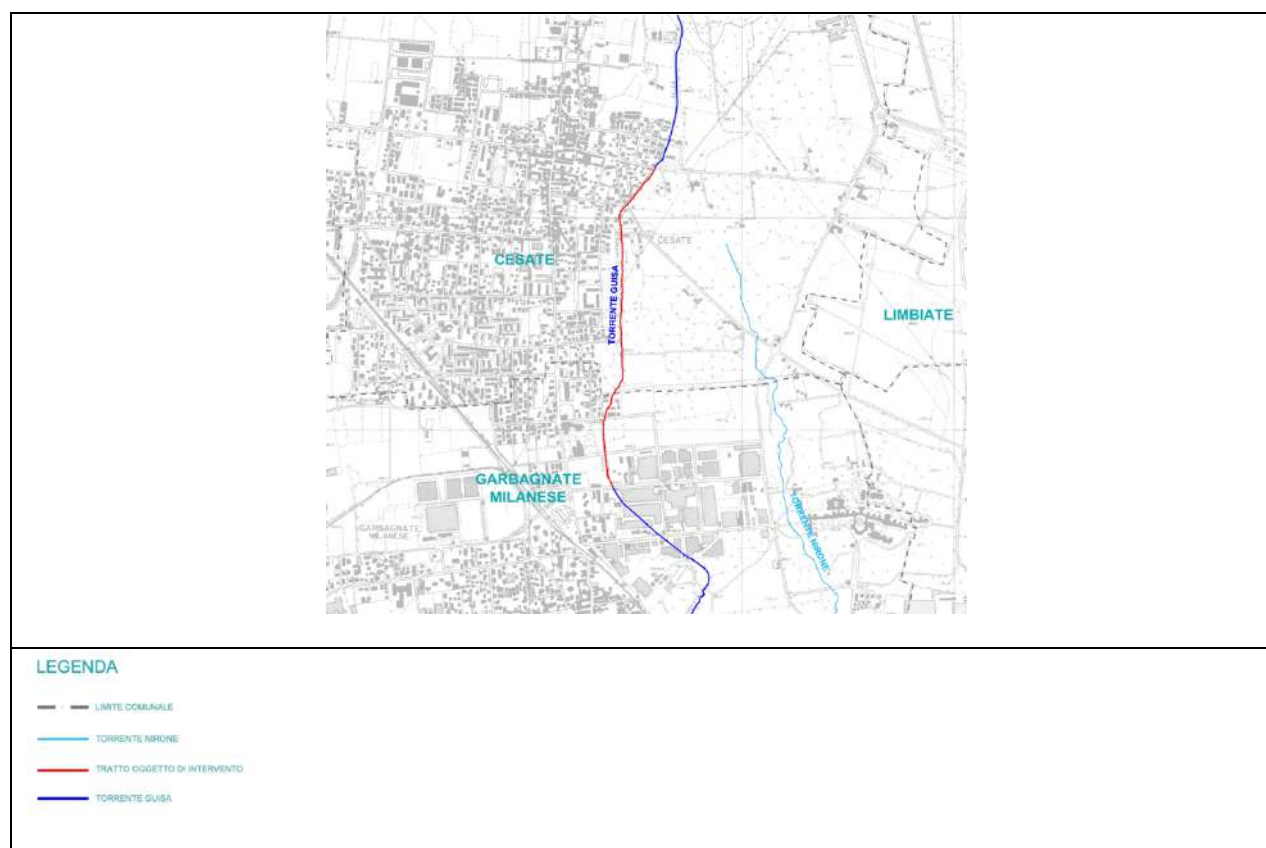 CESATE
CESATE
TORRENTE GUISA
LIMBIATE
GARBAGNATE
MILANESE
GARBAGNATE
MILANESE
TORRENTE NIRONE
LEGENDA
LIMITE COMUNALE
TORRENTE NIRONE
TRATTO OGGETTO DI INTERVENTO
TORRENTE GUISA